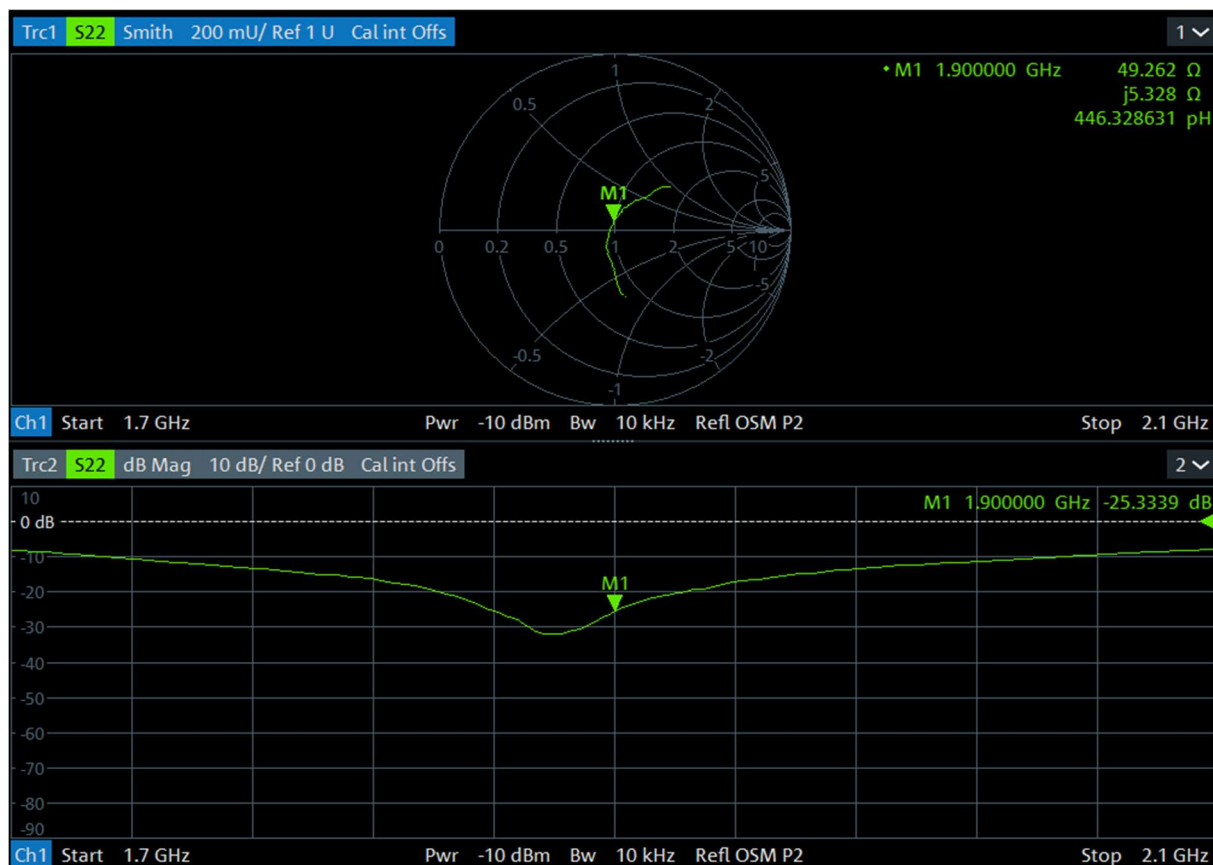 Trc1 S22 Smith 200 mU/ Ref 1 U Cal int Offs 1
• M1 1.900000 GHz 49.262 Ω
j5.328 Ω
446.328631 pH
1
0.5 2
5
M1
0 0.2 0.5 1 2 5 10
-5
-0.5 -2
-1
Ch1 Start 1.7 GHz Pwr -10 dBm Bw 10 kHz Refl OSM P2 Stop 2.1 GHz
Trc2 S22 dB Mag 10 dB/ Ref 0 dB Cal int Offs 2
10
M1 1.900000 GHz -25.3339 dB
0 dB
-10
-20
M1
-30
-40
-50
-60
-70
-80
-90
Ch1 Start 1.7 GHz Pwr -10 dBm Bw 10 kHz Refl OSM P2 Stop 2.1 GHz